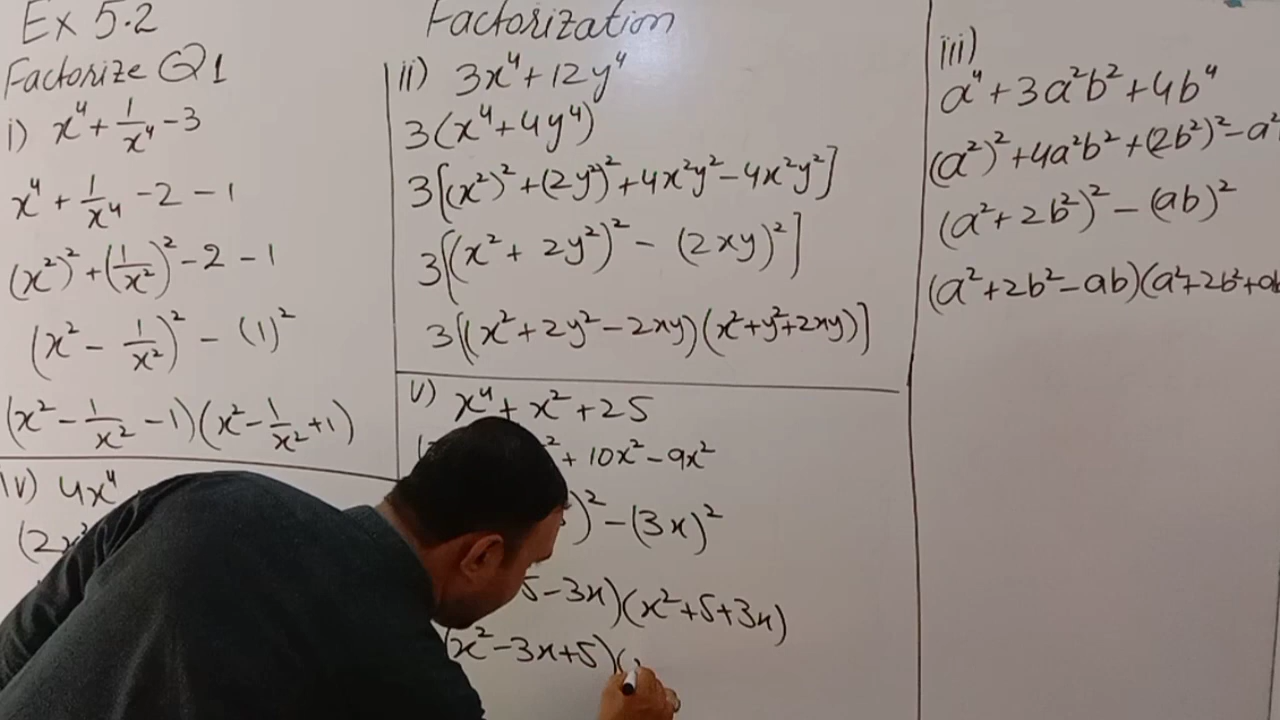 Ex 5.2
Factorization
Factorize Q1
i) x⁴ + 1/x⁴ - 3
x⁴ + 1/x⁴ - 2 - 1
(x²)² + (1/x²)² - 2 - 1
(x² - 1/x²)² - (1)²
(x² - 1/x² - 1)(x² - 1/x² + 1)
ii) 3x⁴ + 12y⁴
3(x⁴ + 4y⁴)
3[(x²)² + (2y²)² + 4x²y² - 4x²y²]
3[(x² + 2y²)² - (2xy)²]
3[(x² + 2y² - 2xy)(x² + y² + 2xy)]
iii)
a⁴ + 3a²b² + 4b⁴
(a²)² + 4a²b² + (2b²)² - a²
(a² + 2b²)² - (ab)²
(a² + 2b² - ab)(a² + 2b² + ab
iv) 4x⁴
(2x²
v) x⁴ + x² + 25
² + 10x² - 9x²
)² - (3x)²
5 - 3x)(x² + 5 + 3x)
(x² - 3x + 5)(